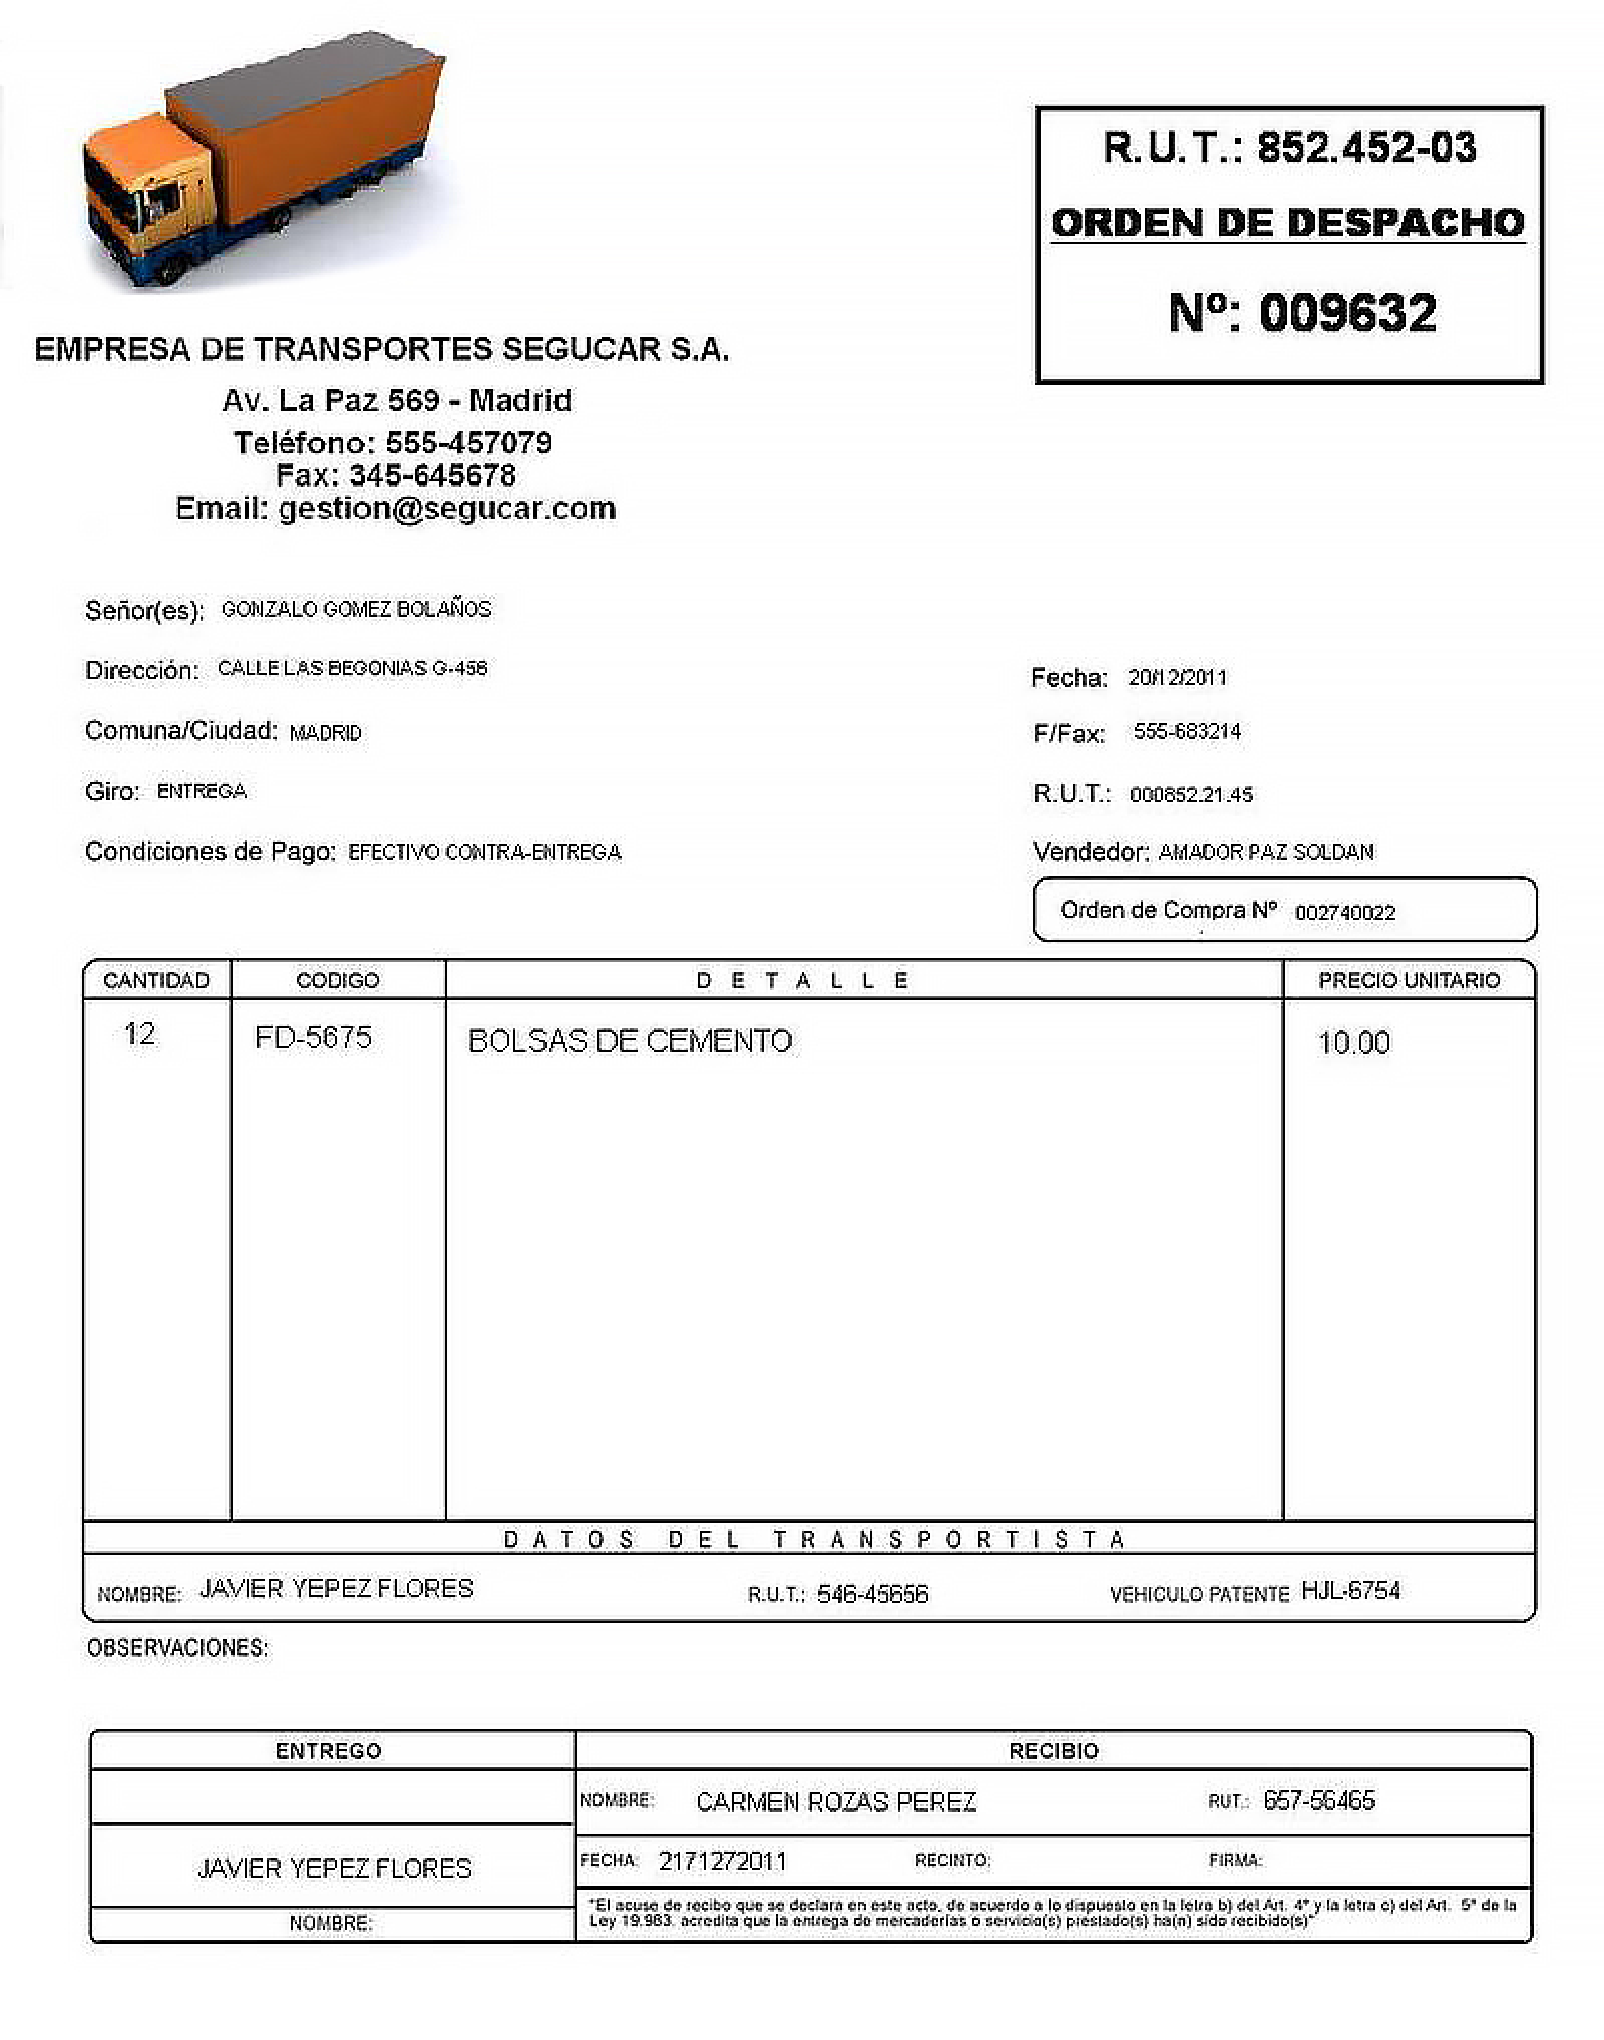 R.U.T.: 852.452-03
ORDEN DE DESPACHO
Nº: 009632
EMPRESA DE TRANSPORTES SEGUCAR S.A.
Av. La Paz 569 - Madrid
Teléfono: 555-457079
Fax: 345-645678
Email: gestion@segucar.com
Señor(es): GONZALO GOMEZ BOLAÑOS
Dirección: CALLE LAS BEGONIAS G-456
Fecha: 20/12/2011
Comuna/Ciudad: MADRID
F/Fax: 555-683214
Giro: ENTREGA
R.U.T.: 000852.21.45
Condiciones de Pago: EFECTIVO CONTRA-ENTREGA
Vendedor: AMADOR PAZ SOLDAN
Orden de Compra Nº 002740022
CANTIDAD CODIGO DETALLE PRECIO UNITARIO
12 FD-5675 BOLSAS DE CEMENTO 10.00
DATOS DEL TRANSPORTISTA
NOMBRE: JAVIER YEPEZ FLORES R.U.T.: 546-45656 VEHICULO PATENTE HJL-6754
OBSERVACIONES:
ENTREGO RECIBIO
NOMBRE: CARMEN ROZAS PEREZ RUT.: 657-56465
JAVIER YEPEZ FLORES
FECHA: 2171272011 RECINTO: FIRMA:
NOMBRE:
"El acuse de recibo que se declara en este acto, de acuerdo a lo dispuesto en la letra b) del Art. 4° y la letra c) del Art. 5° de la
Ley 19.983, acredita que la entrega de mercaderías o servicio(s) prestado(s) ha(n) sido recibido(s)"